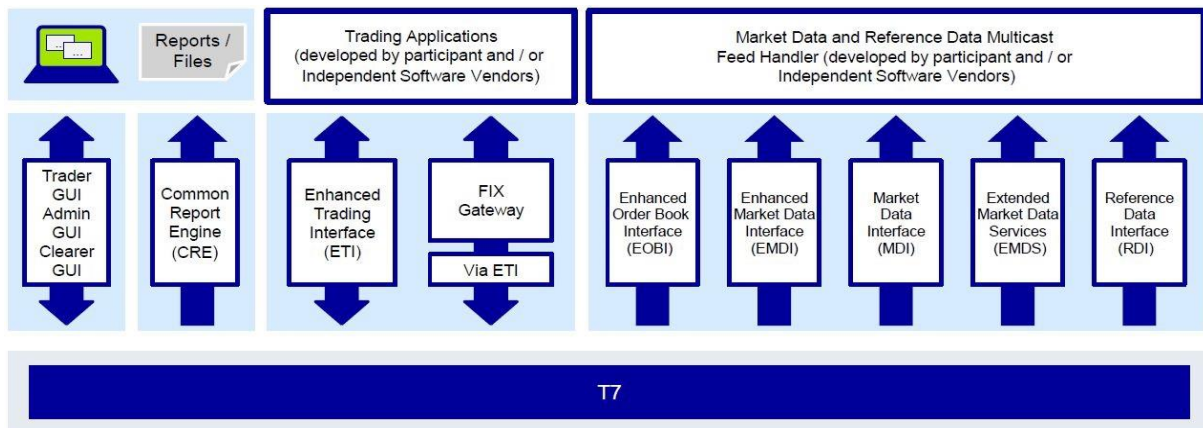 ...
...
Reports /
Files
Trading Applications
(developed by participant and / or
Independent Software Vendors)
Market Data and Reference Data Multicast
Feed Handler (developed by participant and / or
Independent Software Vendors)
Trader
GUI
Admin
GUI
Clearer
GUI
Common
Report
Engine
(CRE)
Enhanced
Trading
Interface
(ETI)
FIX
Gateway
Via ETI
Enhanced
Order Book
Interface
(EOBI)
Enhanced
Market Data
Interface
(EMDI)
Market
Data
Interface
(MDI)
Extended
Market Data
Services
(EMDS)
Reference
Data
Interface
(RDI)
T7